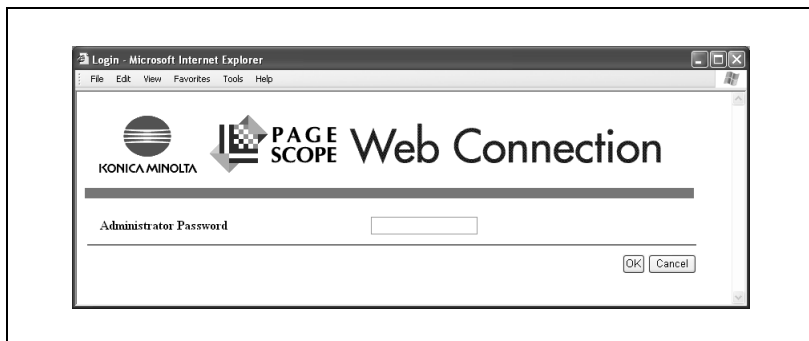 Login - Microsoft Internet Explorer
File Edit View Favorites Tools Help
KONICA MINOLTA
PAGE SCOPE Web Connection
Administrator Password
OK Cancel